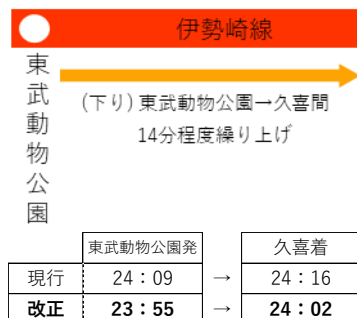 伊勢崎線
東武動物公園
(下り)東武動物公園→久喜間
14分程度繰り上げ
東武動物公園発 久喜着
現行 24：09 → 24：16
改正 23：55 → 24：02